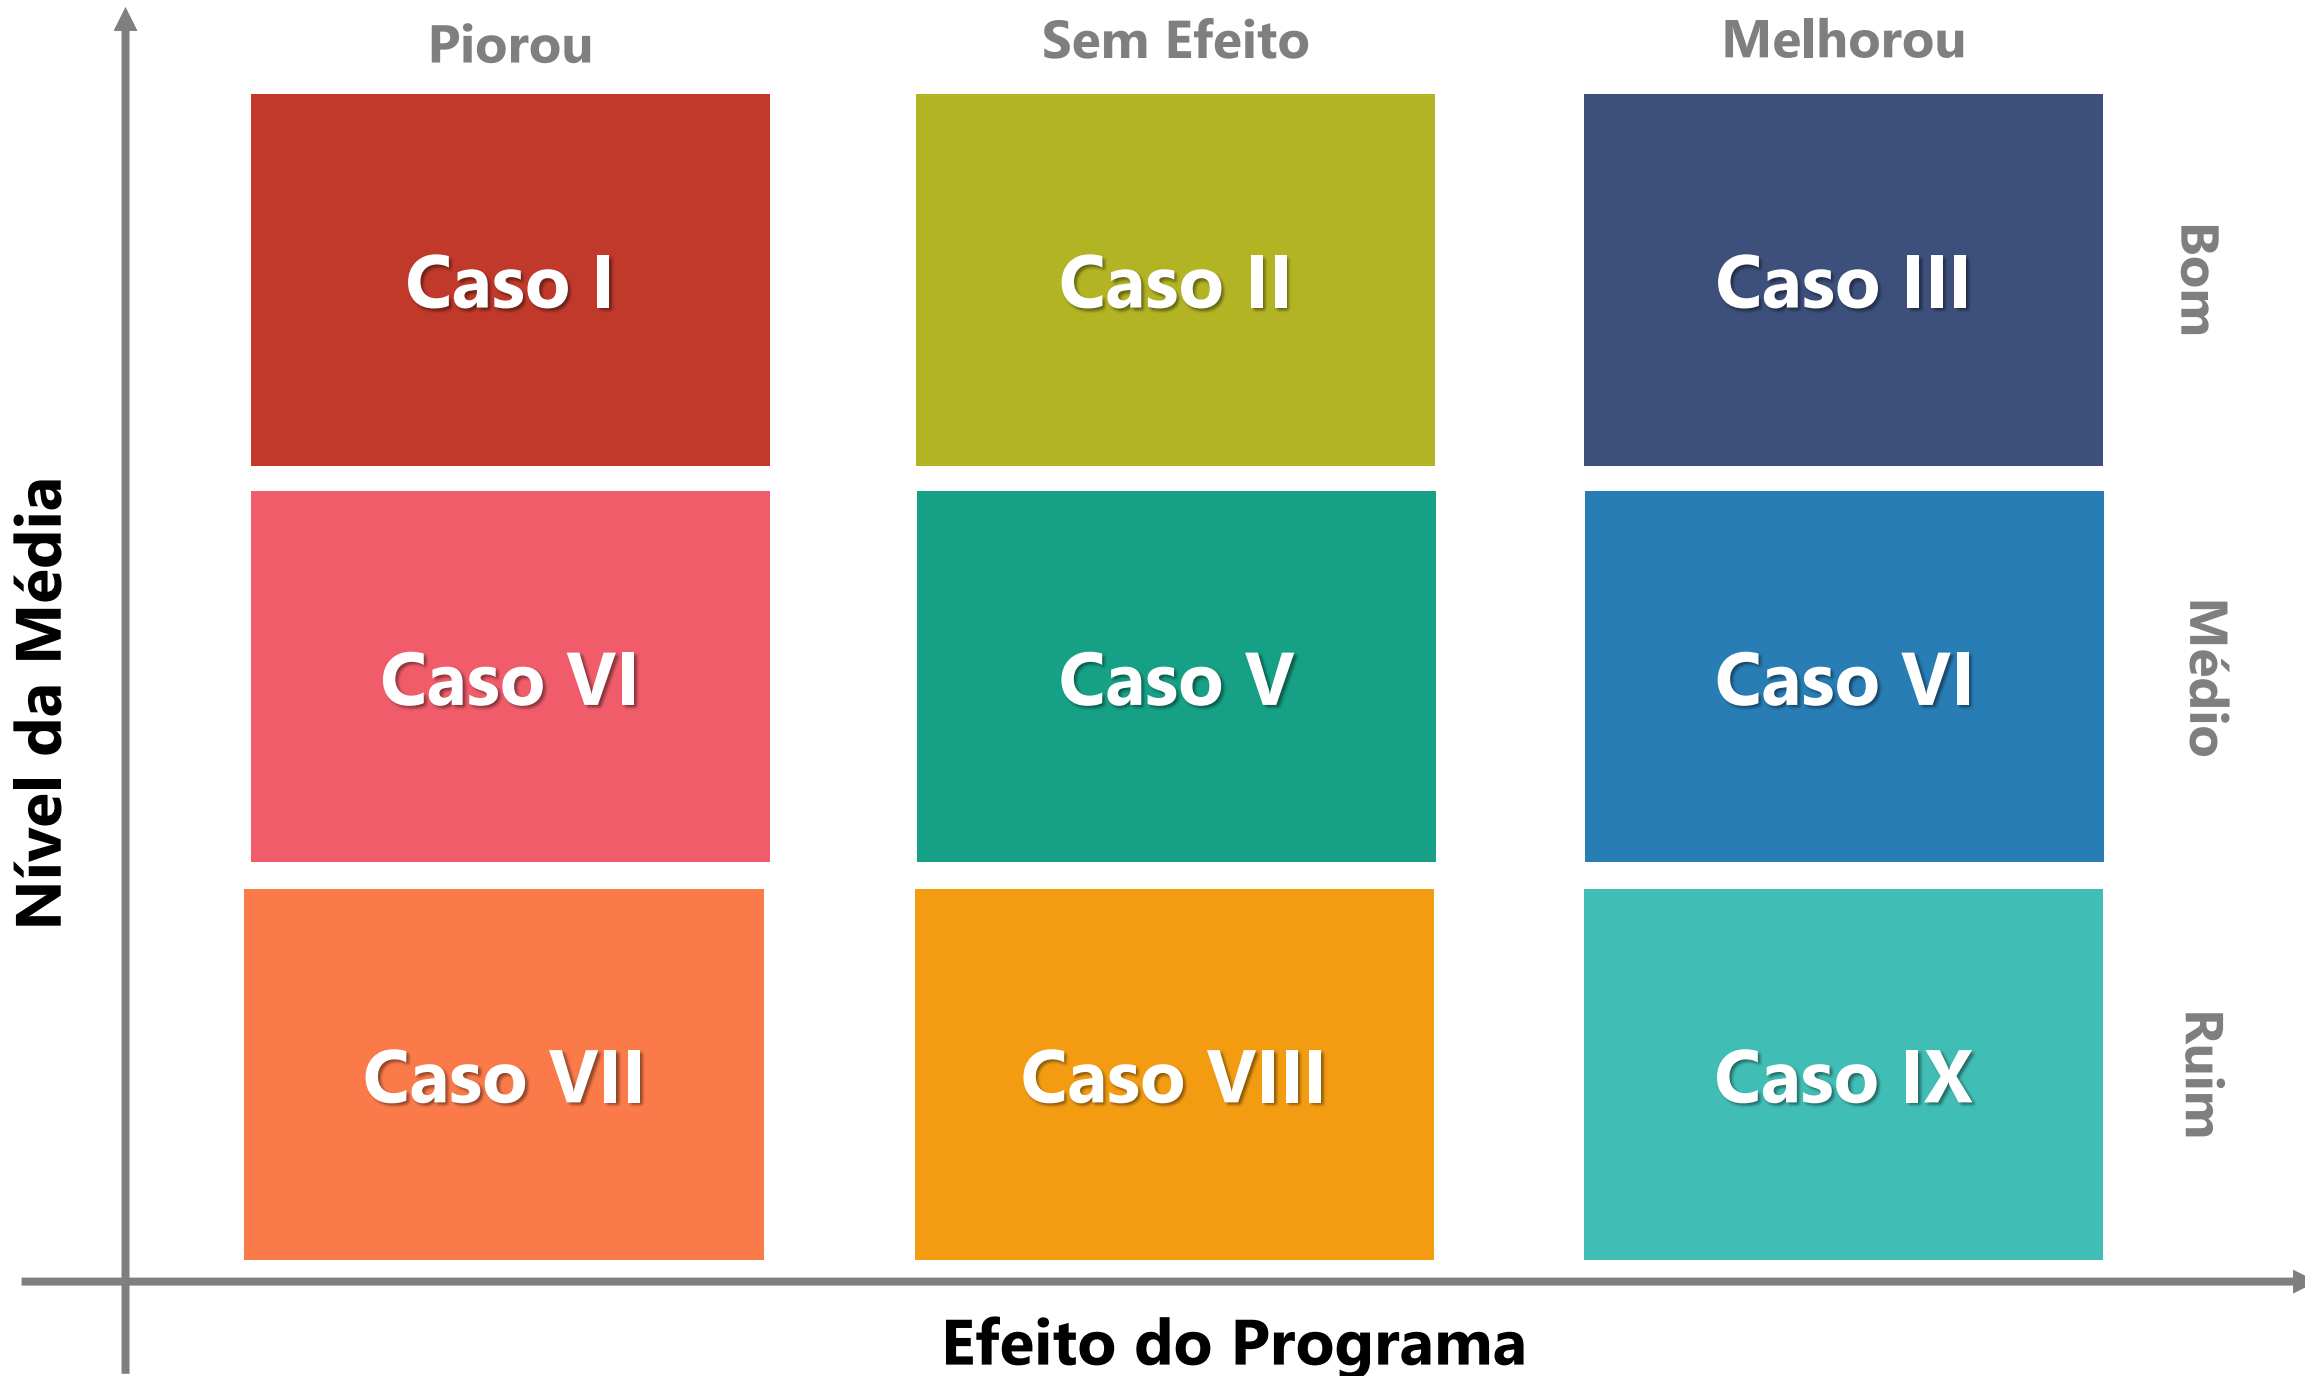 Piorou
Sem Efeito
Melhorou
Caso I
Caso II
Caso III
Bom
Nível da Média
Caso VI
Caso V
Caso VI
Médio
Caso VII
Caso VIII
Caso IX
Ruim
Efeito do Programa